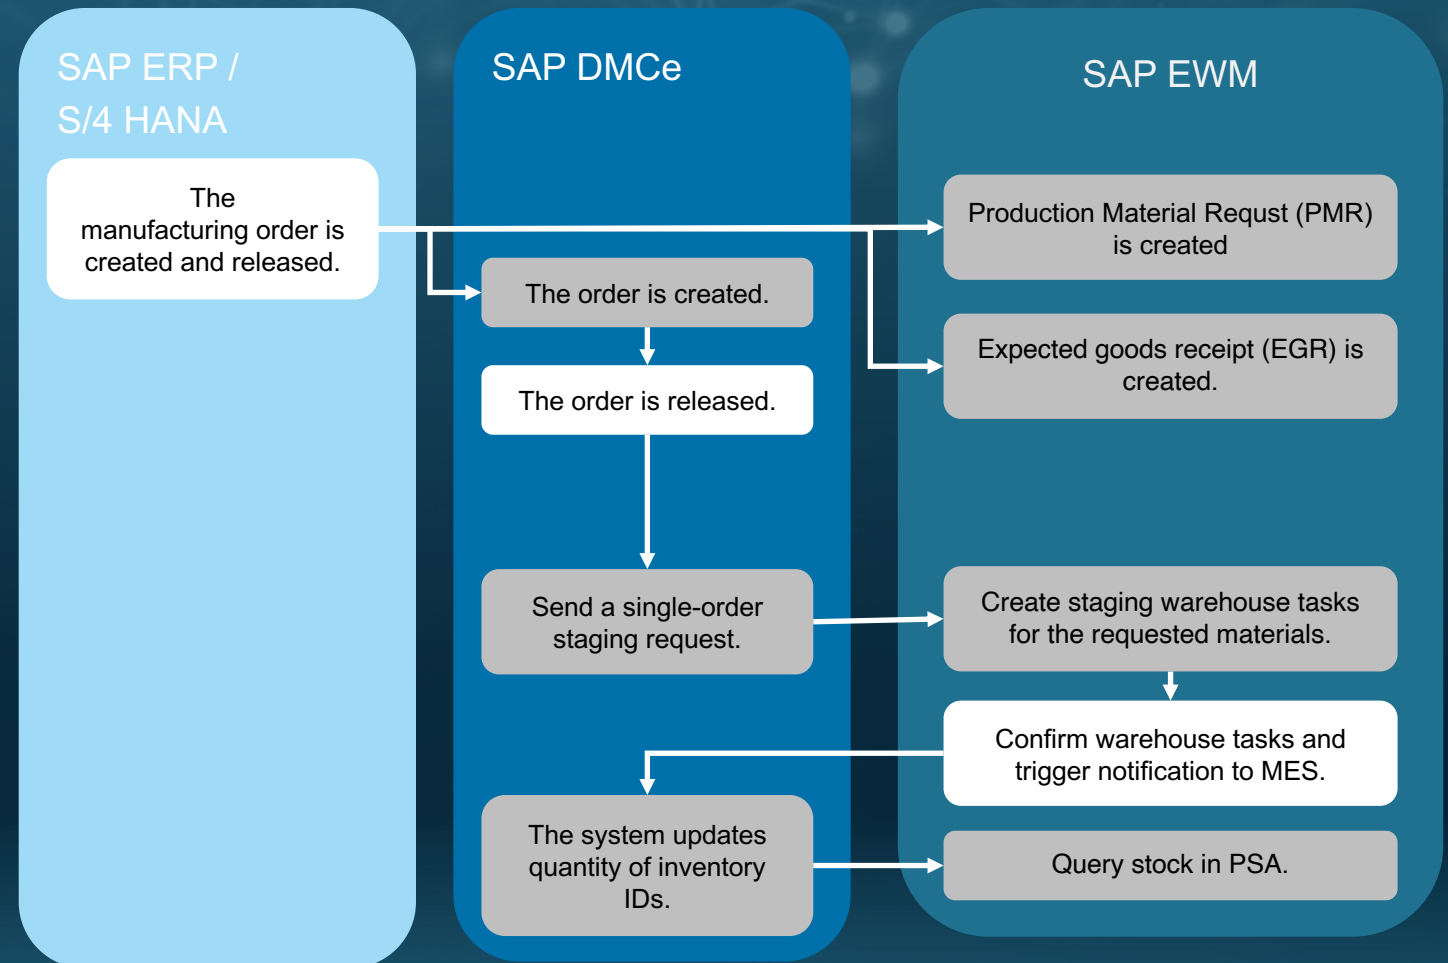 SAP ERP /
S/4 HANA
The
manufacturing order is
created and released.
SAP DMCe
The order is created.
The order is released.
Send a single-order
staging request.
The system updates
quantity of inventory
IDs.
SAP EWM
Production Material Requst (PMR)
is created
Expected goods receipt (EGR) is
created.
Create staging warehouse tasks
for the requested materials.
Confirm warehouse tasks and
trigger notification to MES.
Query stock in PSA.